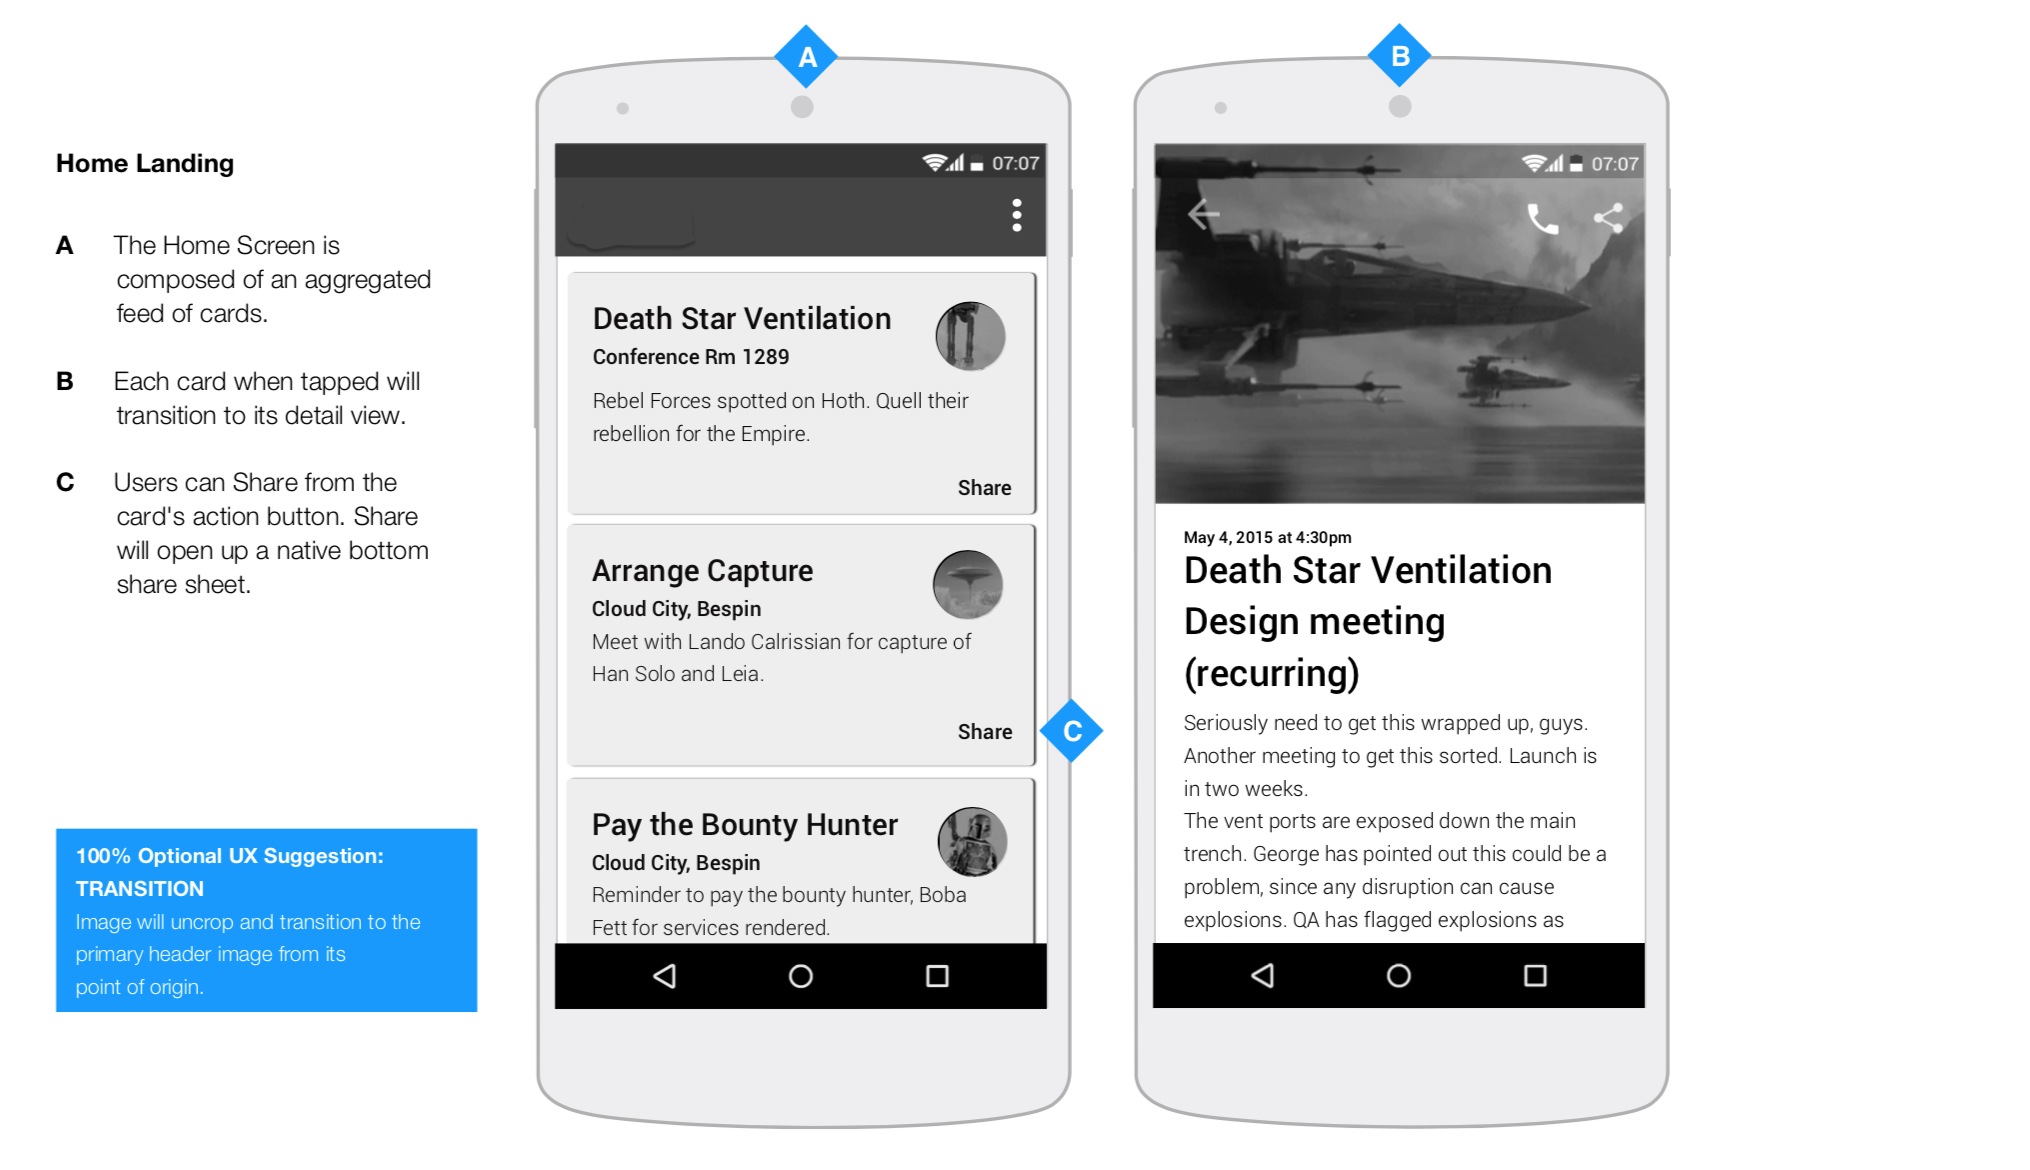 Home Landing
A The Home Screen is
composed of an aggregated
feed of cards.
B Each card when tapped will
transition to its detail view.
C Users can Share from the
card's action button. Share
will open up a native bottom
share sheet.
100% Optional UX Suggestion:
TRANSITION
Image will uncrop and transition to the
primary header image from its
point of origin.
A
07:07
Death Star Ventilation
Conference Rm 1289
Rebel Forces spotted on Hoth. Quell their
rebellion for the Empire.
Share
Arrange Capture
Cloud City, Bespin
Meet with Lando Calrissian for capture of
Han Solo and Leia.
Share
C
Pay the Bounty Hunter
Cloud City, Bespin
Reminder to pay the bounty hunter, Boba
Fett for services rendered.
B
07:07
May 4, 2015 at 4:30pm
Death Star Ventilation
Design meeting
(recurring)
Seriously need to get this wrapped up, guys.
Another meeting to get this sorted. Launch is
in two weeks.
The vent ports are exposed down the main
trench. George has pointed out this could be a
problem, since any disruption can cause
explosions. QA has flagged explosions as